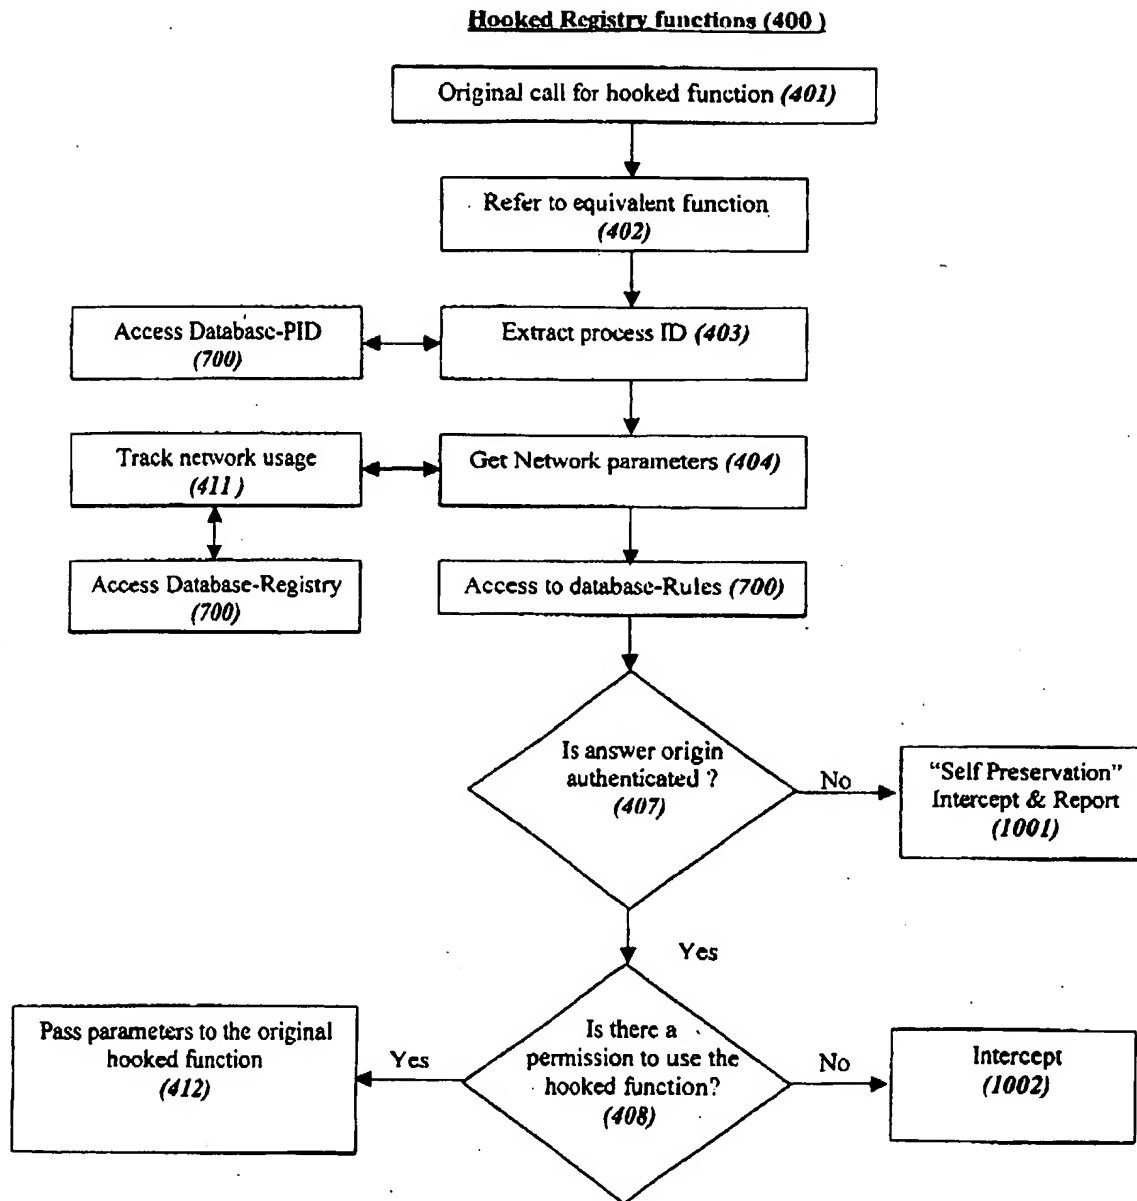 Hooked Registry functions (400 )
Original call for hooked function (401)
Refer to equivalent function
(402)
Access Database-PID
(700)
Extract process ID (403)
Track network usage
(411 )
Get Network parameters (404)
Access Database-Registry
(700)
Access to database-Rules (700)
Is answer origin
authenticated ?
(407)
No
“Self Preservation”
Intercept & Report
(1001)
Yes
Pass parameters to the original
hooked function
(412)
Yes
Is there a
permission to use the
hooked function?
(408)
No
Intercept
(1002)